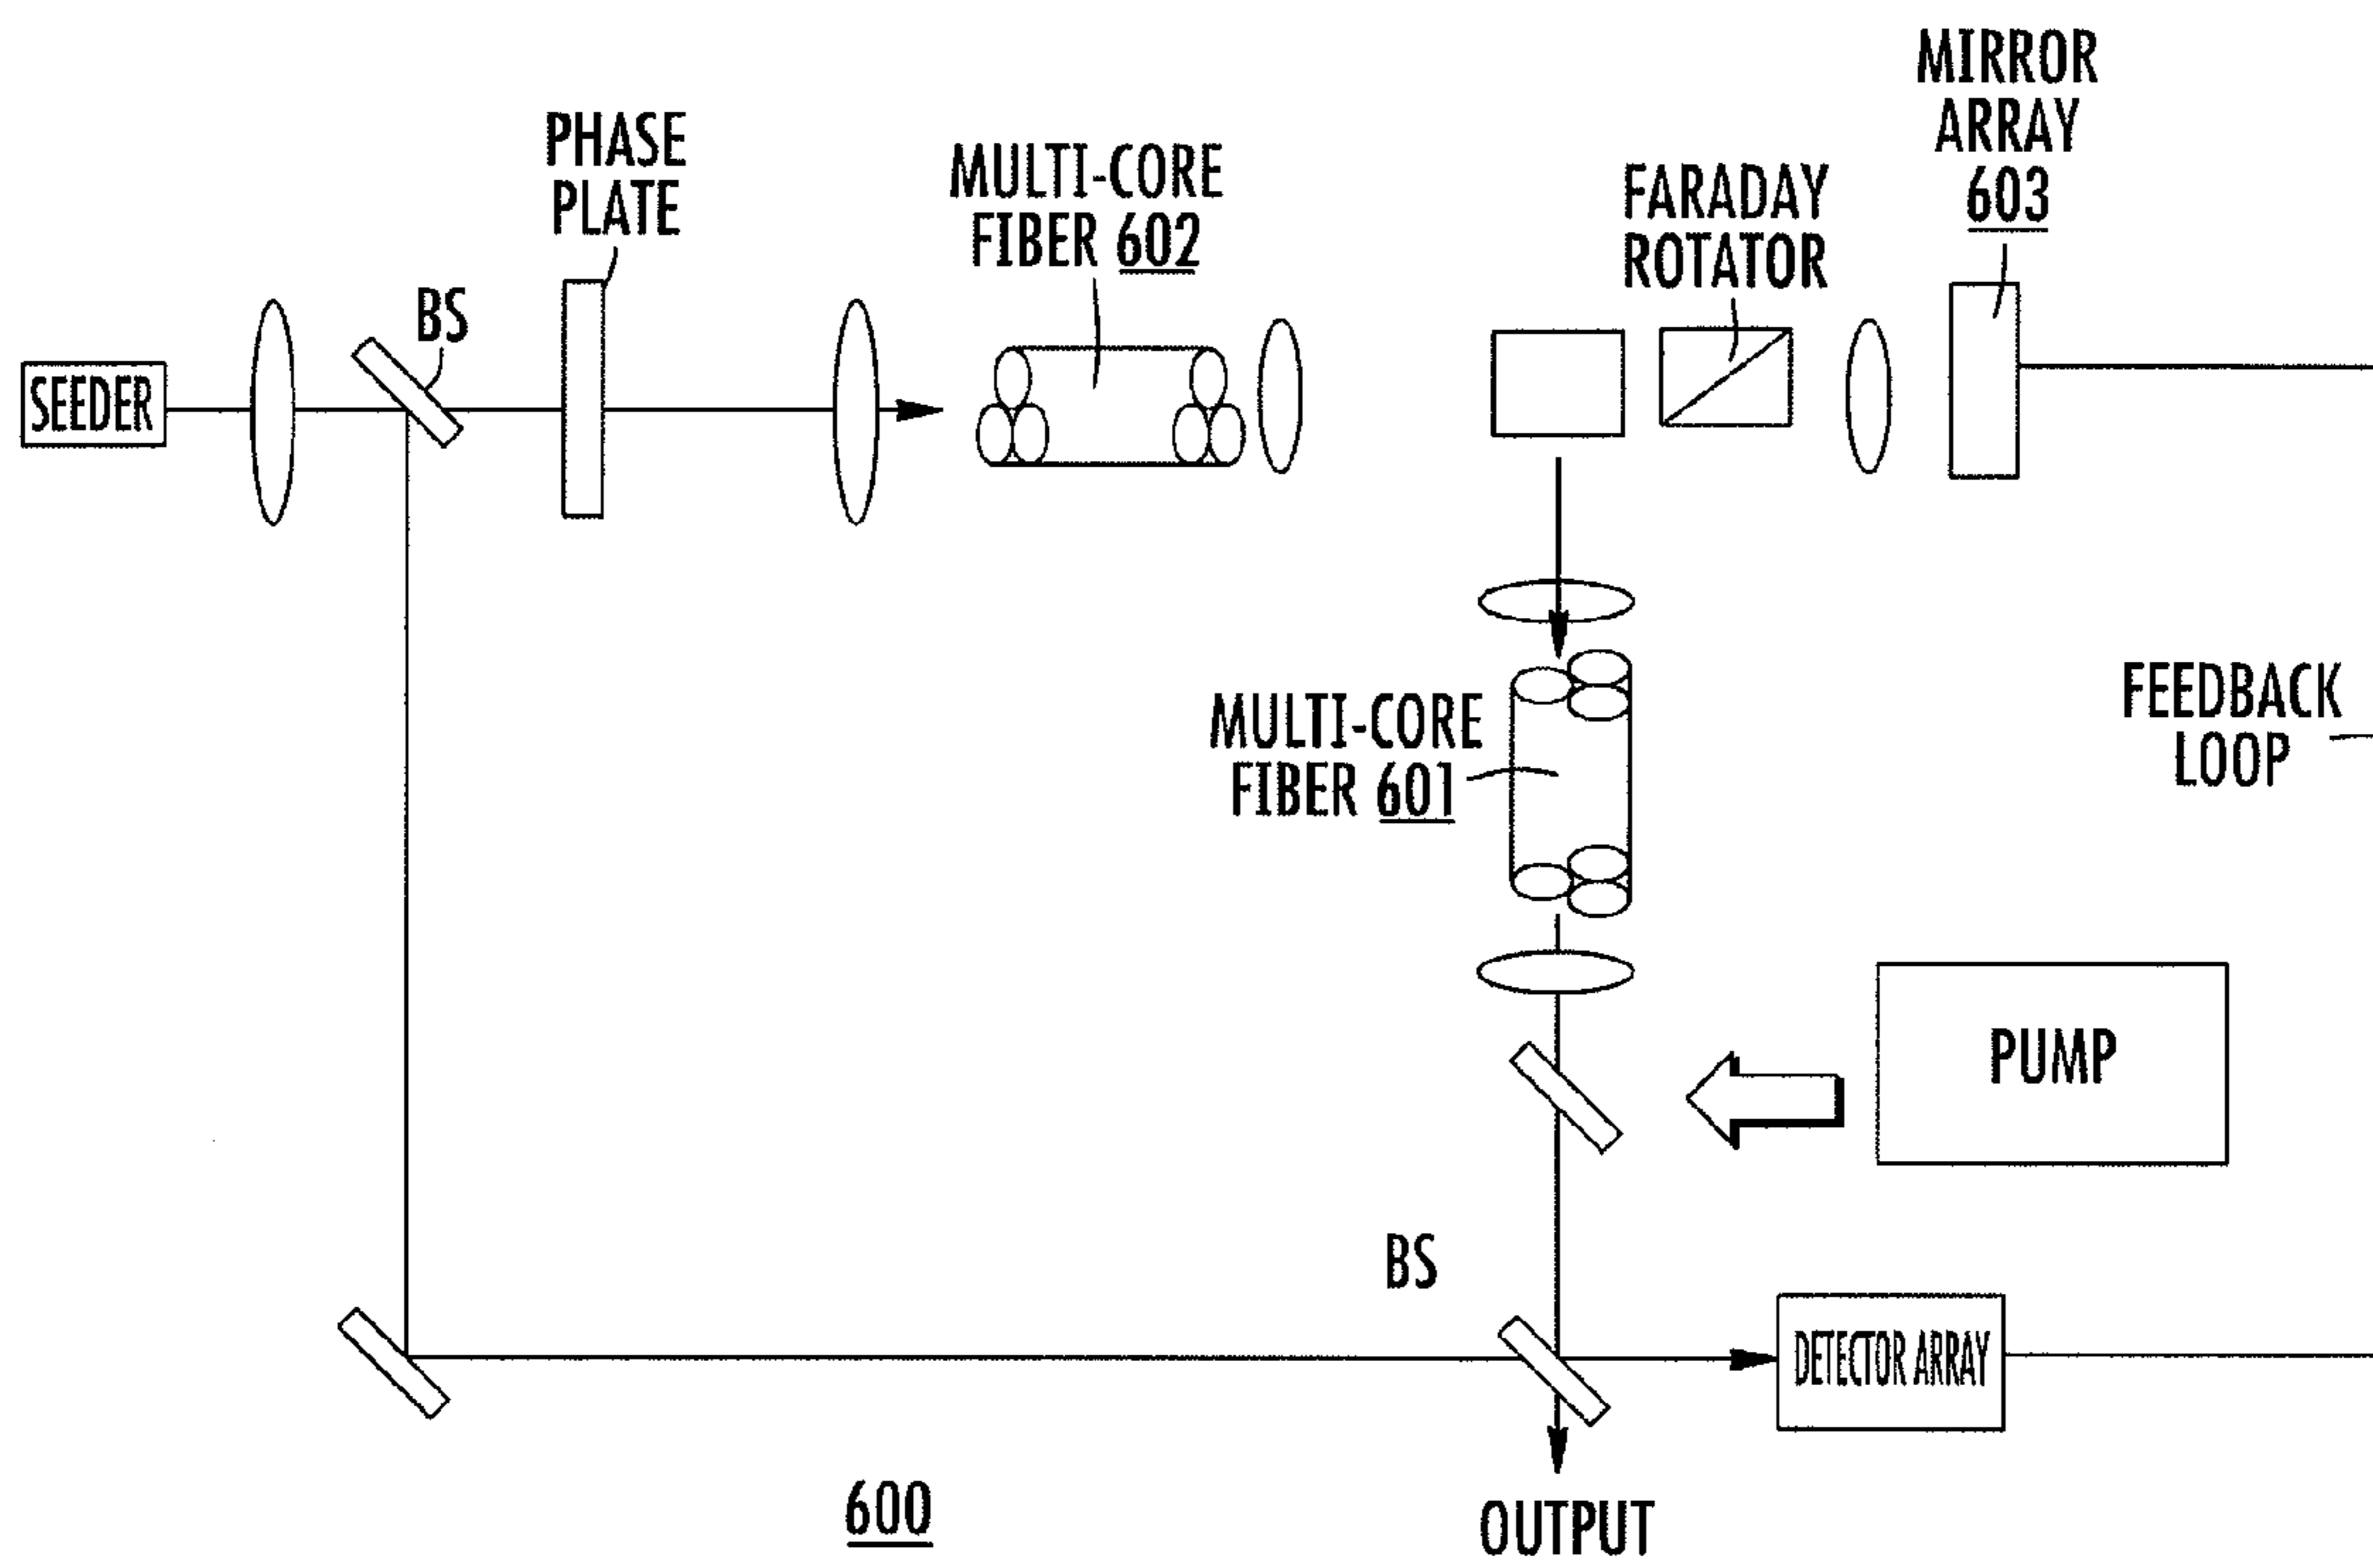 MIRROR
ARRAY
603
PHASE
PLATE
MULTI-CORE
FIBER 602
FARADAY
ROTATOR
BS
SEEDER
FEEDBACK
LOOP
MULTI-CORE
FIBER 601
PUMP
BS
DETECTOR ARRAY
600
OUTPUT